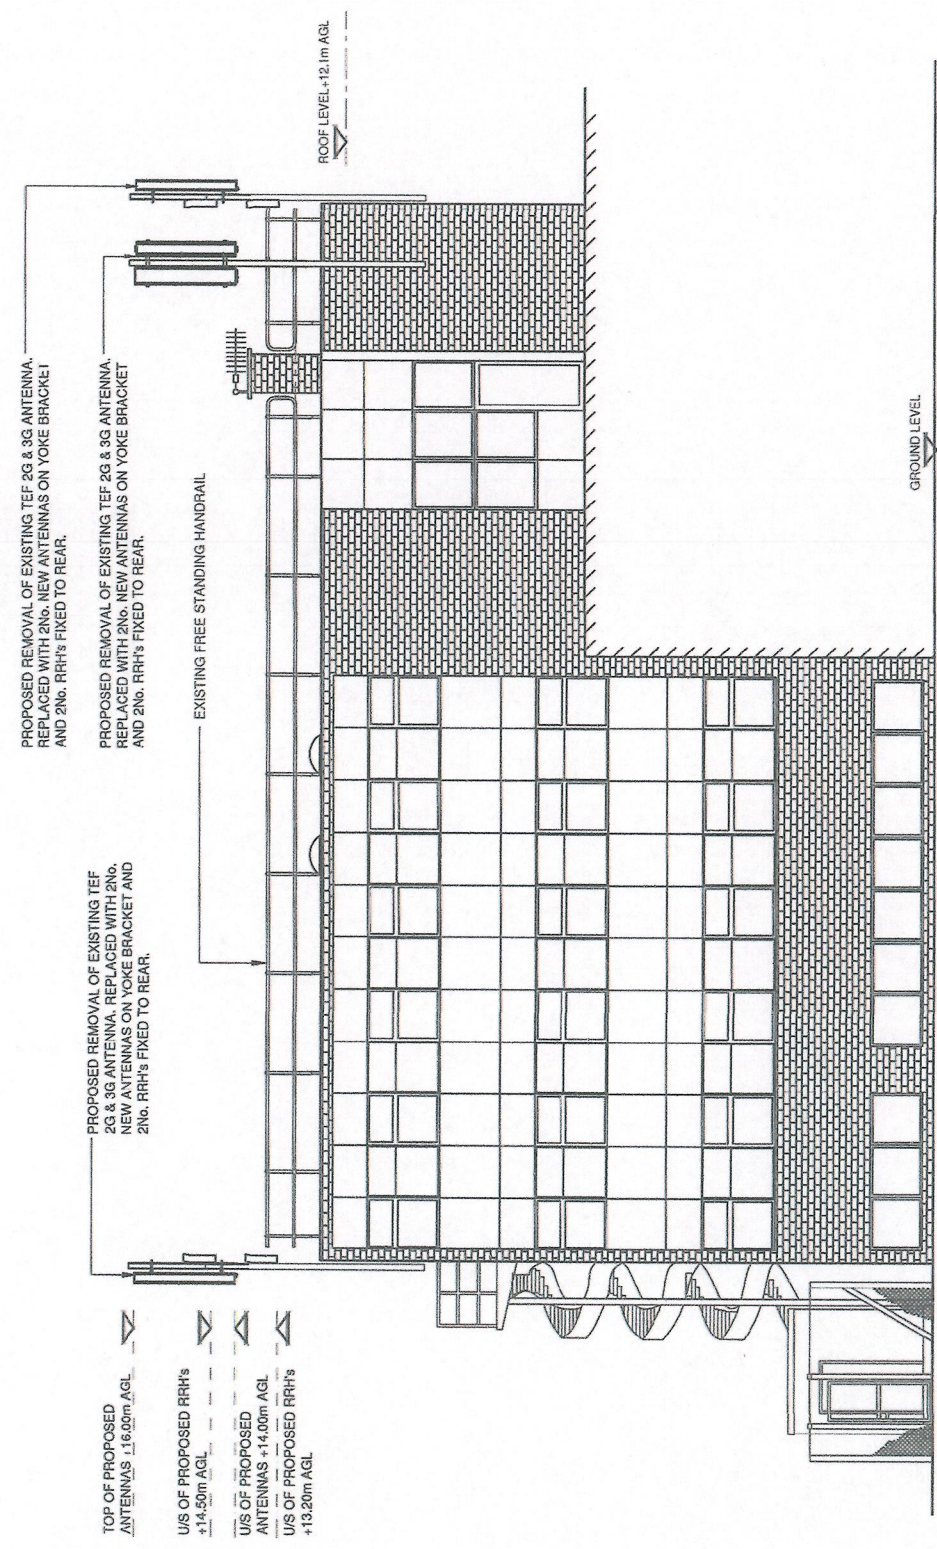 TOP OF PROPOSED
ANTENNAS +16.00m AGL
U/S OF PROPOSED RRH's
+14.50m AGL
U/S OF PROPOSED
ANTENNAS +14.00m AGL
U/S OF PROPOSED RRH's
+13.20m AGL
PROPOSED REMOVAL OF EXISTING TEF
2G & 3G ANTENNA. REPLACED WITH 2No.
NEW ANTENNAS ON YOKE BRACKET AND
2No. RRH's FIXED TO REAR.
EXISTING FREE STANDING HANDRAIL
PROPOSED REMOVAL OF EXISTING TEF 2G & 3G ANTENNA.
REPLACED WITH 2No. NEW ANTENNAS ON YOKE BRACKET
AND 2No. RRH's FIXED TO REAR.
PROPOSED REMOVAL OF EXISTING TEF 2G & 3G ANTENNA.
REPLACED WITH 2No. NEW ANTENNAS ON YOKE BRACKET
AND 2No. RRH's FIXED TO REAR.
ROOF LEVEL+12.1m AGL
GROUND LEVEL